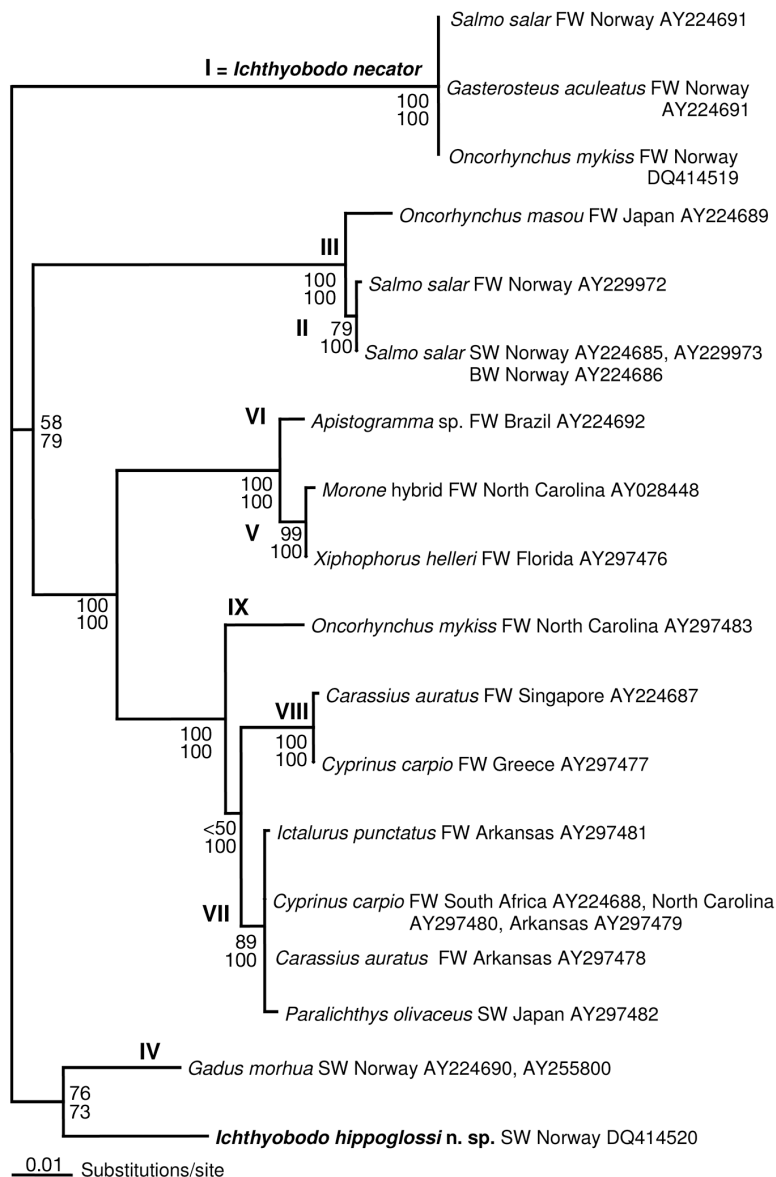 Salmo salar FW Norway AY224691
I = Ichthyobodo necator
Gasterosteus aculeatus FW Norway
AY224691
100
100
Oncorhynchus mykiss FW Norway
DQ414519
Oncorhynchus masou FW Japan AY224689
III
100
100
Salmo salar FW Norway AY229972
II
79
100
Salmo salar SW Norway AY224685, AY229973
BW Norway AY224686
58
79
VI
Apistogramma sp. FW Brazil AY224692
100
100
Morone hybrid FW North Carolina AY028448
V
99
100
Xiphophorus helleri FW Florida AY297476
100
100
IX
Oncorhynchus mykiss FW North Carolina AY297483
100
100
Carassius auratus FW Singapore AY224687
VIII
100
100
Cyprinus carpio FW Greece AY297477
<50
100
Ictalurus punctatus FW Arkansas AY297481
VII
Cyprinus carpio FW South Africa AY224688, North Carolina
AY297480, Arkansas AY297479
89
100
Carassius auratus FW Arkansas AY297478
Paralichthys olivaceus SW Japan AY297482
IV
Gadus morhua SW Norway AY224690, AY255800
76
73
Ichthyobodo hippoglossi n. sp. SW Norway DQ414520
0.01 Substitutions/site